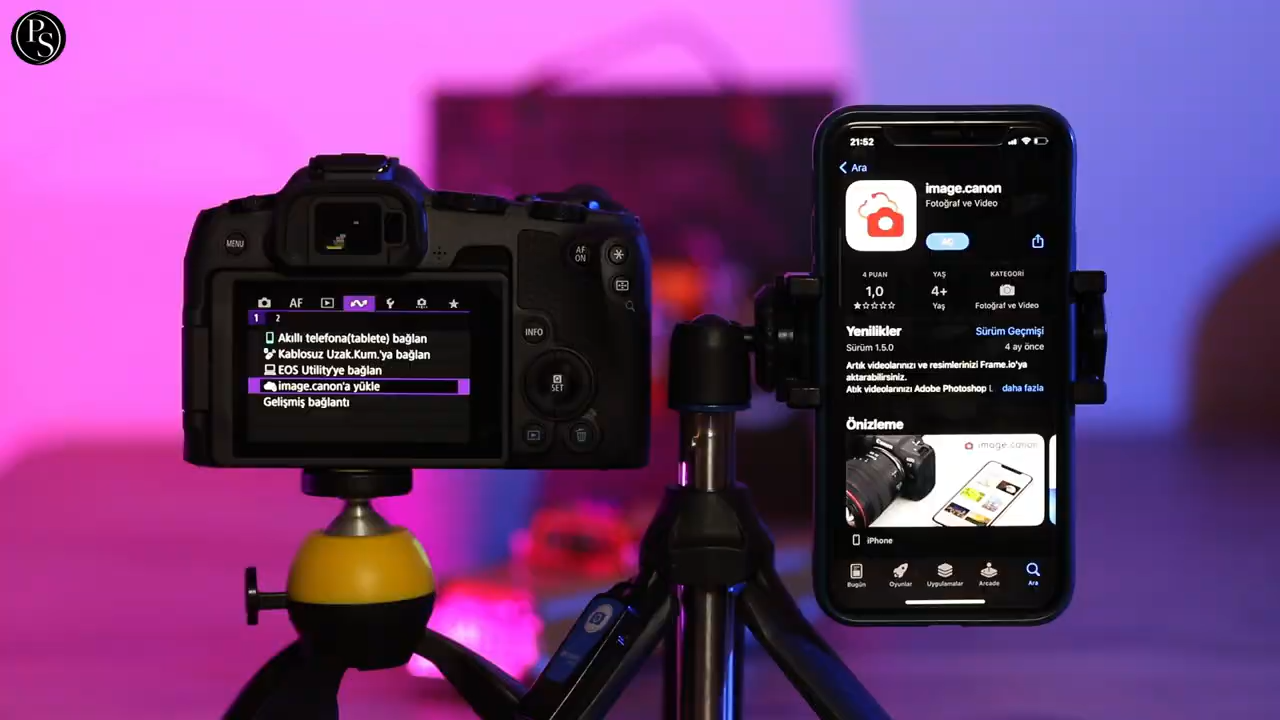 PS
MENU
AF
ON
INFO
SET
AF
1 2
Akıllı telefona(tablete) bağlan
Kablosuz Uzak.Kum.'ya bağlan
EOS Utility'ye bağlan
image.canon'a yükle
Gelişmiş bağlantı
21:52
Ara
image.canon
Fotoğraf ve Video
AÇ
4 PUAN YAŞ KATEGORİ
1,0 4+
Yaş Fotoğraf ve Video
Yenilikler Sürüm Geçmişi
Sürüm 1.5.0 4 ay önce
Artık videolarınızı ve resimlerinizi Frame.io'ya
aktarabilirsiniz.
Atık videolarınızı Adobe Photoshop L daha fazla
Önizleme
image.canon
iPhone
Bugün Oyunlar Uygulamalar Arcade Ara